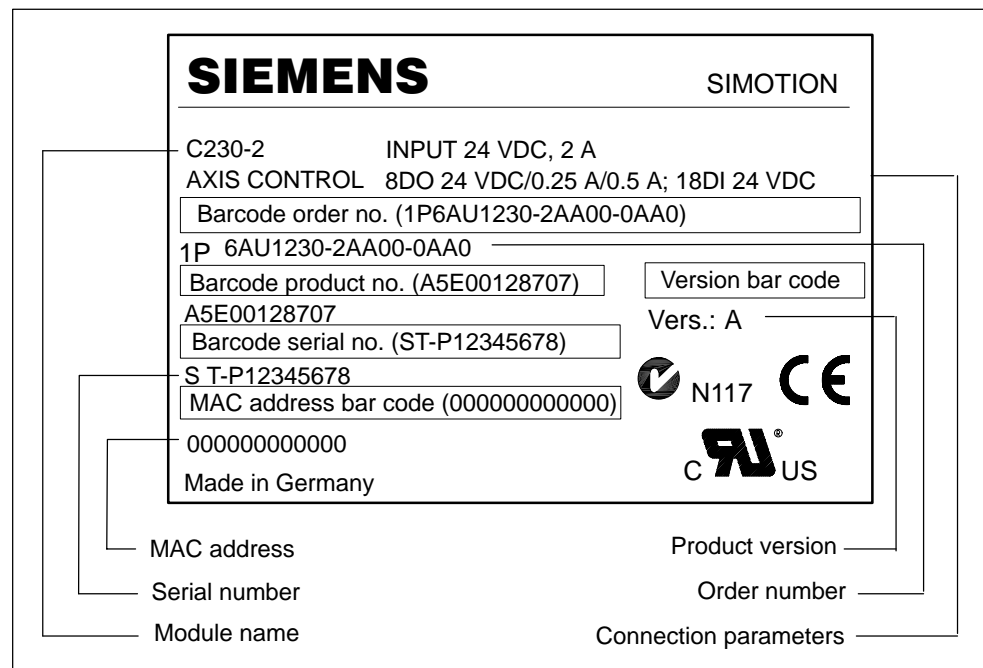 SIEMENS SIMOTION
C230-2 INPUT 24 VDC, 2 A
AXIS CONTROL 8DO 24 VDC/0.25 A/0.5 A; 18DI 24 VDC
Barcode order no. (1P6AU1230-2AA00-0AA0)
1P 6AU1230-2AA00-0AA0
Barcode product no. (A5E00128707) Version bar code
A5E00128707 Vers.: A
Barcode serial no. (ST-P12345678)
S T-P12345678
N117 CE
MAC address bar code (000000000000)
000000000000
C RU ® US
Made in Germany
MAC address Product version
Serial number Order number
Module name Connection parameters